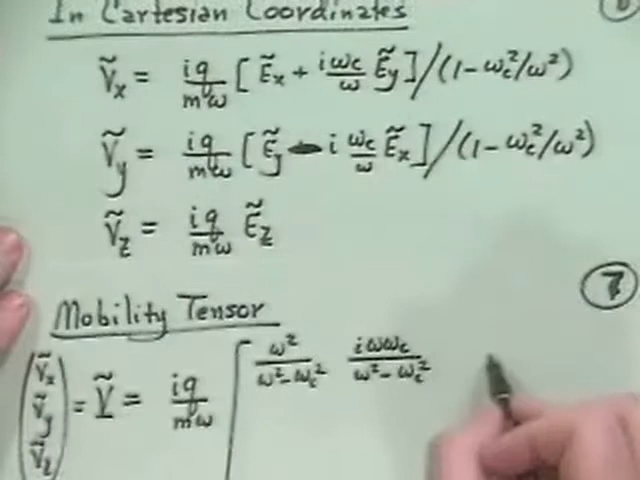 In Cartesian Coordinates
Ṽx = iq/mω [Ẽx + iωc/ω Ẽy]/(1-ωc²/ω²)
Ṽy = iq/mω [Ẽy - i ωc/ω Ẽx]/(1-ωc²/ω²)
Ṽz = iq/mω Ẽz
7
Mobility Tensor
(Ṽx Ṽy Ṽz) = Ṽ = iq/mω [ ω²/ω²-ωc² iωωc/ω²-ωc²